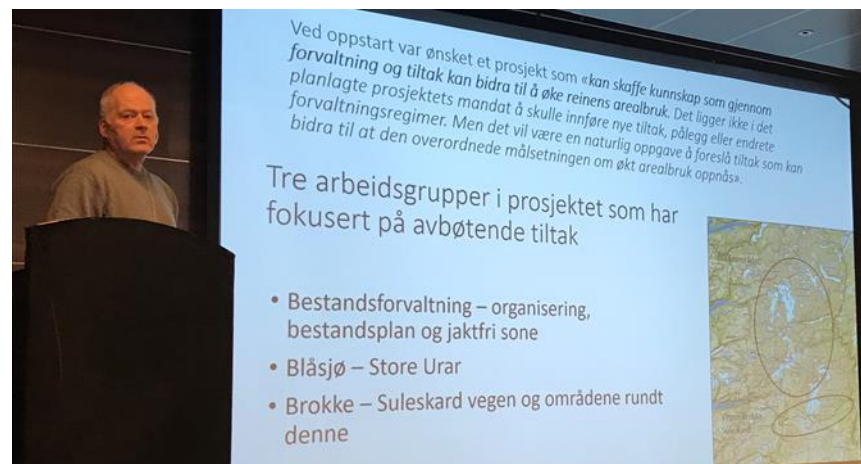 Ved oppstart var ønsket et prosjekt som «kan skaffe kunnskap som gjennom
forvaltning og tiltak kan bidra til å øke reinens arealbruk. Det ligger ikke i det
planlagte prosjektets mandat å skulle innføre nye tiltak, pålegg eller endrete
forvaltningsregimer. Men det vil være en naturlig oppgave å foreslå tiltak som kan
bidra til at den overordnede målsetningen om økt arealbruk oppnås».
Tre arbeidsgrupper i prosjektet som har
fokusert på avbøtende tiltak
• Bestandsforvaltning – organisering,
bestandsplan og jaktfri sone
• Blåsjø – Store Urar
• Brokke – Suleskard vegen og områdene rundt
denne